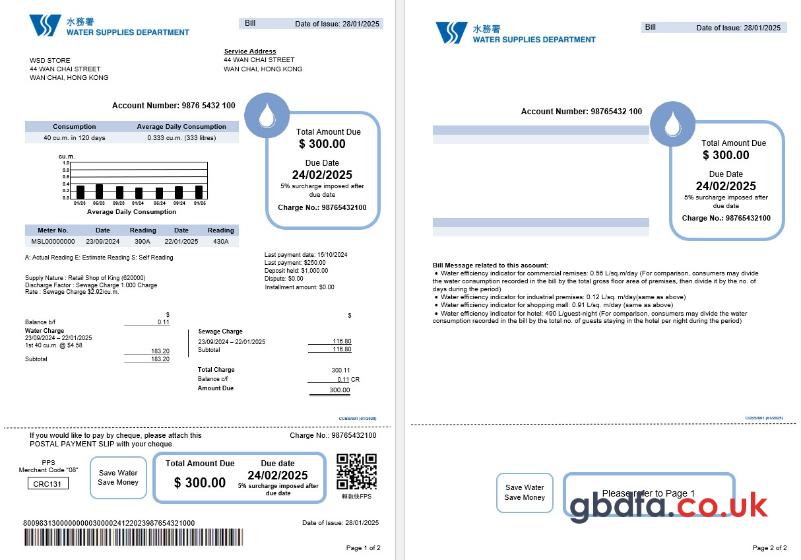 水務署
WATER SUPPLIES DEPARTMENT
Bill Date of Issue: 28/01/2025
WSD STORE
44 WAN CHAI STREET
WAN CHAI, HONG KONG
Service Address
44 WAN CHAI STREET
WAN CHAI, HONG KONG
Account Number: 9876 5432 100
Consumption Average Daily Consumption
40 cu.m. in 120 days 0.333 cu.m. (333 litres)
cu.m.
1.0
0.8
0.6
0.4
0.2
0.0
Average Daily Consumption
Total Amount Due
$ 300.00
Due Date
24/02/2025
5% surcharge imposed after
due date
Charge No.: 98765432100
Meter No. Date Reading Date Reading
MSL00000000 23/09/2024 390A 22/01/2025 430A
A: Actual Reading E: Estimate Reading S: Self Reading
Supply Nature : Retail Shop of King (620000)
Discharge Factor : Sewage Charge 1.000 Charge
Rate : Sewage Charge $2.92/cu.m.
Last payment date: 15/10/2024
Last payment: $250.00
Deposit held: $1,000.00
Dispute: $0.00
Installment amount: $0.00
$
Balance b/f 0.11
Water Charge
23/09/2024 – 22/01/2025
1st 40 cu.m. @ $4.58
183.20
Subtotal 183.20
$
Sewage Charge
23/09/2024 – 22/01/2025 116.80
Subtotal 116.80
Total Charge 300.11
Balance c/f 0.11 CR
Amount Due 300.00
If you would like to pay by cheque, please attach this
POSTAL PAYMENT SLIP with your cheque.
Charge No.: 98765432100
PPS
Merchant Code "08"
CRC131
Save Water
Save Money
Total Amount Due
$ 300.00
Due date
24/02/2025
5% surcharge imposed after
due date
Date of Issue: 28/01/2025
Page 1 of 2
水務署
WATER SUPPLIES DEPARTMENT
Bill Date of Issue: 28/01/2025
Account Number: 98765432 100
Total Amount Due
$ 300.00
Due Date
24/02/2025
5% surcharge imposed after
due date
Charge No.: 98765432100
Bill Message related to this account:
• Water efficiency indicator for commercial remises: 0.56 L/sq.m/day (For comparison, consumers may divide
the water consumption recorded in the bill by the total gross floor area of premises, then divide it by the no. of
days during the period)
• Water efficiency indicator for industrial premises: 0.12 L/sq. m/day(same as above)
• Water efficiency indicator for shopping mall: 0.91 L/sq. m/day (same as above)
• Water efficiency indicator for hotel: 490 L/guest-night (For comparison, consumers may divide the water
consumption recorded in the bill by the total no. of guests staying in the hotel per night during the period)
Save Water
Save Money
Please refer to Page 1
gbdfa.co.uk
Page 2 of 2